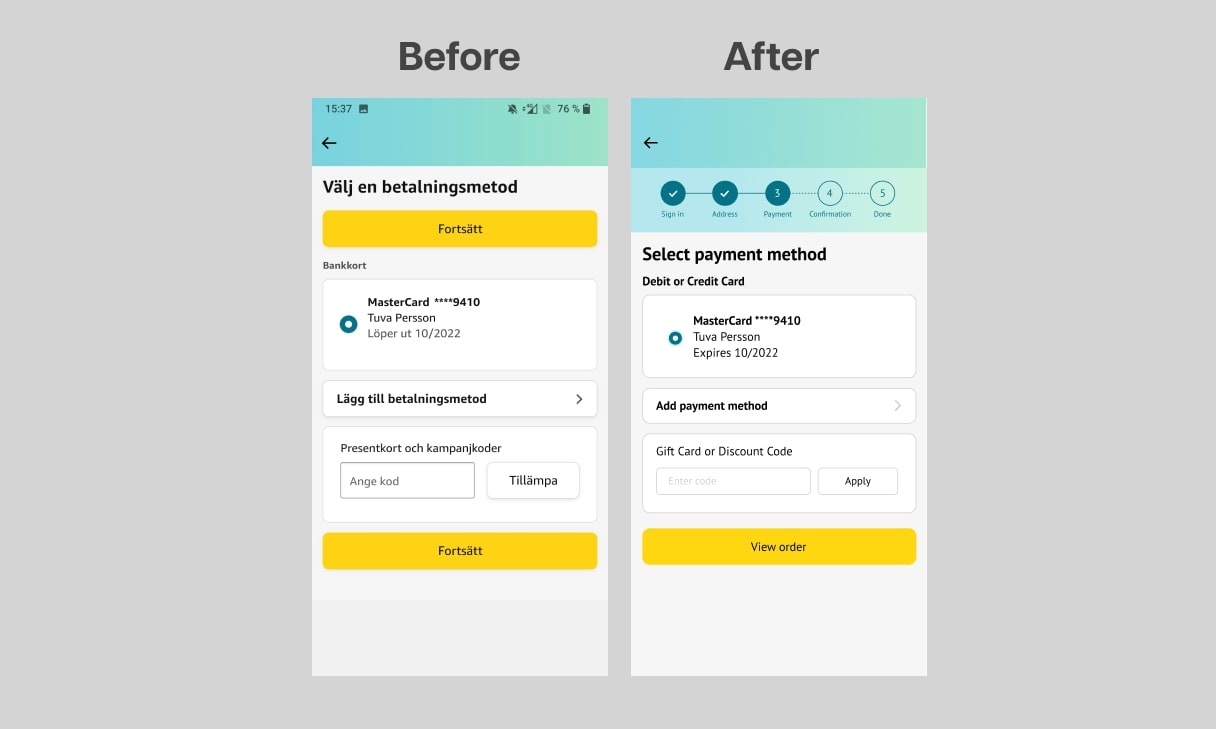 Before
After
15:37
76 %
Välj en betalningsmetod
Fortsätt
Bankkort
MasterCard ****9410
Tuva Persson
Löper ut 10/2022
Lägg till betalningsmetod
Presentkort och kampanjkoder
Ange kod
Tillämpa
Fortsätt
3
4
5
Sign in
Address
Payment
Confirmation
Done
Select payment method
Debit or Credit Card
MasterCard ****9410
Tuva Persson
Expires 10/2022
Add payment method
Gift Card or Discount Code
Enter code
Apply
View order